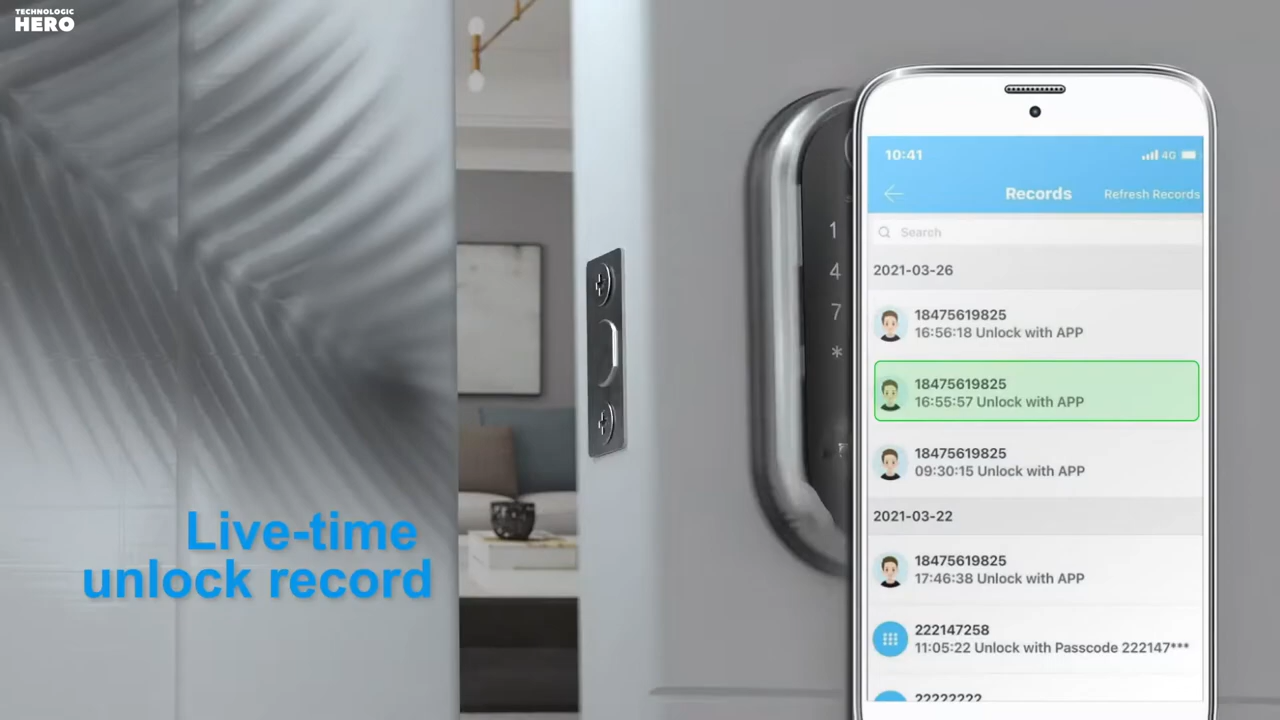 TECHNOLOGIC
HERO
10:41
4G
Records
Refresh Records
Search
2021-03-26
18475619825
16:56:18 Unlock with APP
18475619825
16:55:57 Unlock with APP
18475619825
09:30:15 Unlock with APP
2021-03-22
18475619825
17:46:38 Unlock with APP
222147258
11:05:22 Unlock with Passcode 222147***
22222222
1
4
7
*
Live-time
unlock record